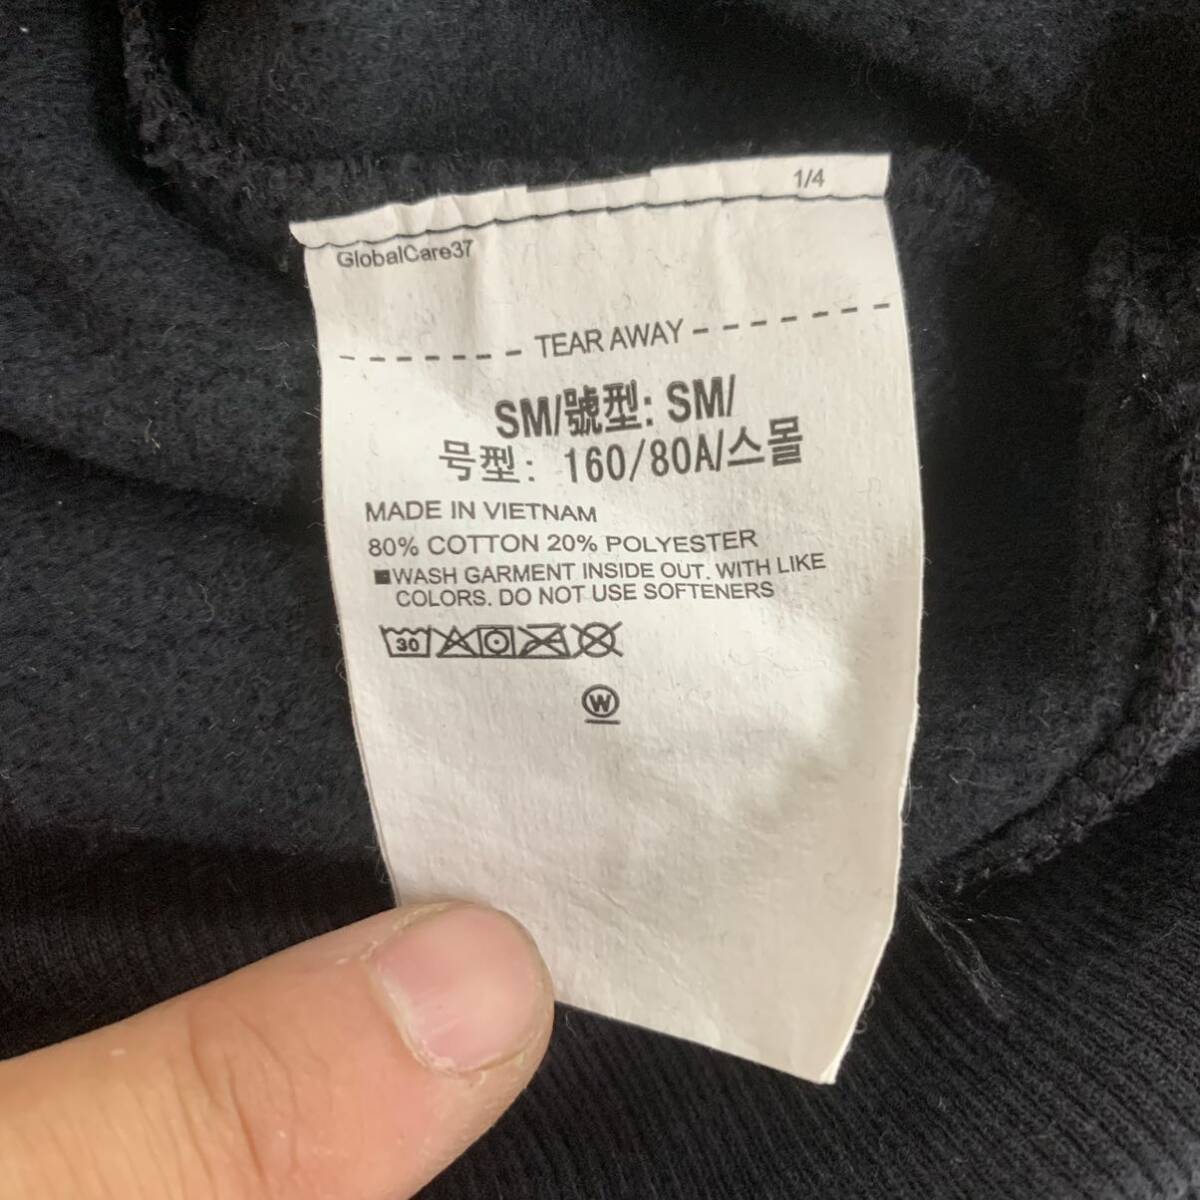 1/4
GlobalCare37
TEAR AWAY
SM/號型: SM/
号型: 160/80A/스몰
MADE IN VIETNAM
80% COTTON 20% POLYESTER
■WASH GARMENT INSIDE OUT. WITH LIKE
COLORS. DO NOT USE SOFTENERS
30
W